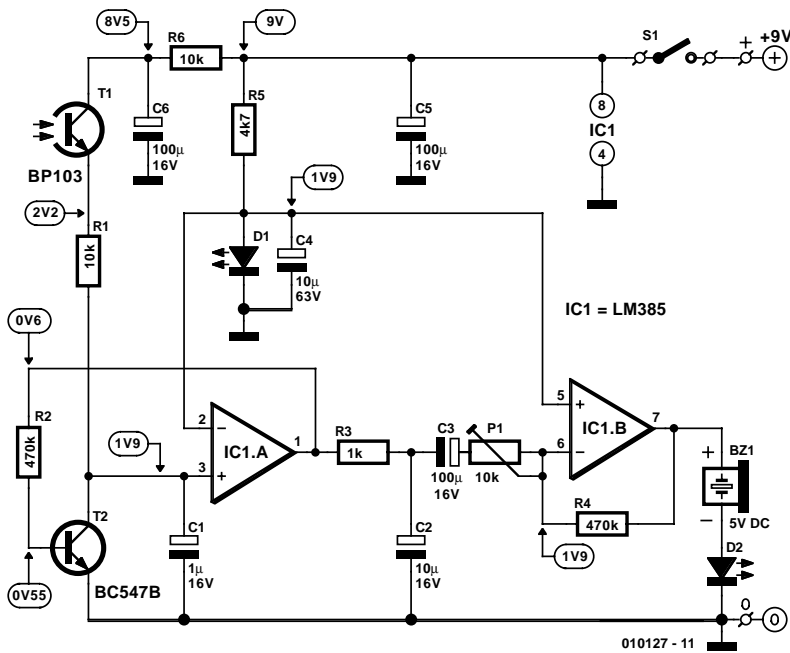 8V5
R6
10k
9V
S1
+
+9V
+
T1
C6
100µ
16V
R5
4k7
C5
100µ
16V
8
IC1
4
BP103
1V9
2V2
R1
10k
D1
C4
10µ
63V
IC1 = LM385
0V6
R2
470k
1V9
2
−
IC1.A
3
+
1
R3
1k
C3
100µ
16V
P1
10k
5
+
IC1.B
6
−
7
+
BZ1
−
5V DC
R4
470k
T2
C1
1µ
16V
C2
10µ
16V
1V9
D2
0V55
BC547B
0
0
010127 - 11